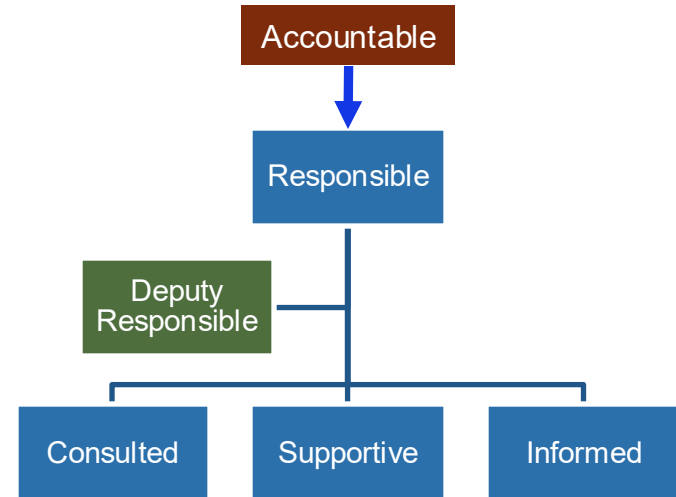 Accountable
Responsible
Deputy
Responsible
Consulted
Supportive
Informed